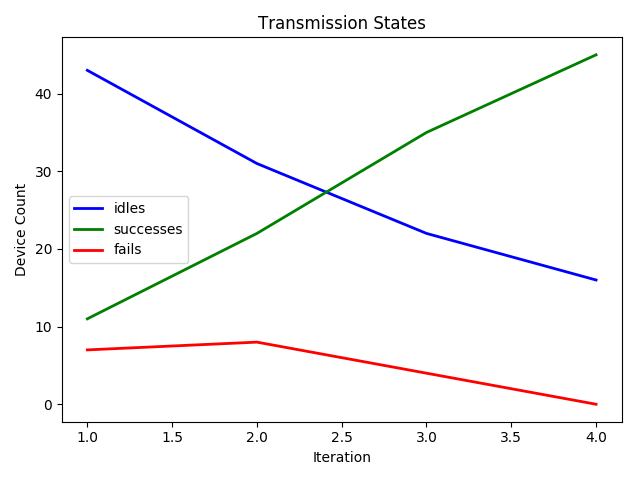 Transmission States
Device Count
40
30
20
10
0
idles
successes
fails
1.0 1.5 2.0 2.5 3.0 3.5 4.0
Iteration